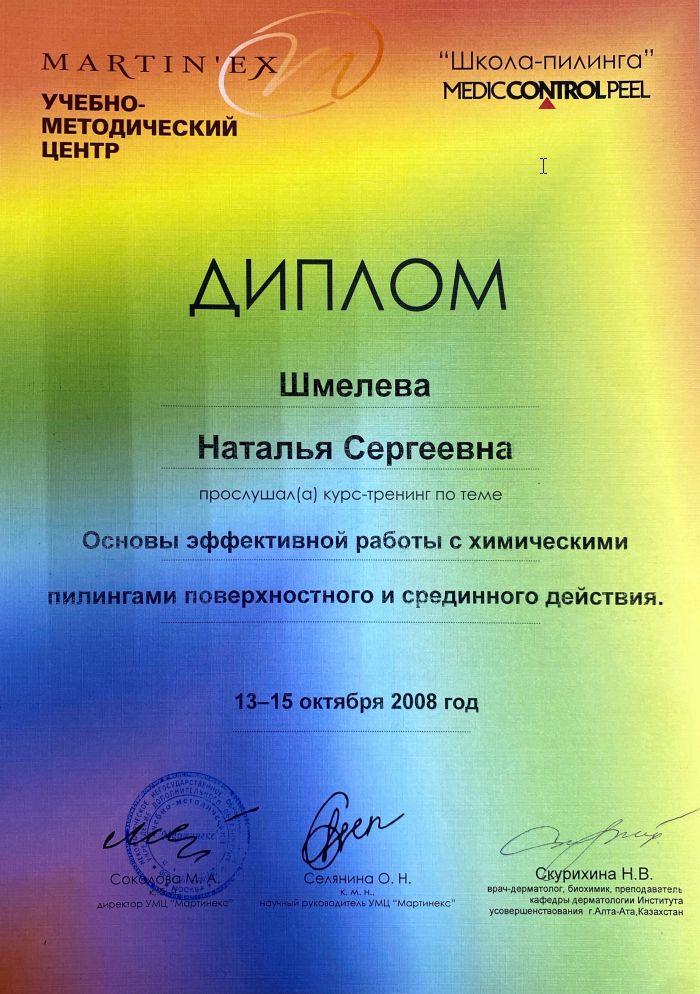 MARTIN'EX
УЧЕБНО-
МЕТОДИЧЕСКИЙ
ЦЕНТР
"Школа-пилинга"
MEDICCONTROLPEEL
ДИПЛОМ
Шмелева
Наталья Сергеевна
прослушал(а) курс-тренинг по теме
Основы эффективной работы с химическими
пилингами поверхностного и срединного действия.
13–15 октября 2008 год
Соколова М. А.
директор УМЦ "Мартинекс"
Селянина О. Н.
к. м. н.,
научный руководитель УМЦ "Мартинекс"
Скурихина Н.В.
врач-дерматолог, биохимик, преподаватель
кафедры дерматологии Института
усовершенствования г.Алта-Ата,Казахстан